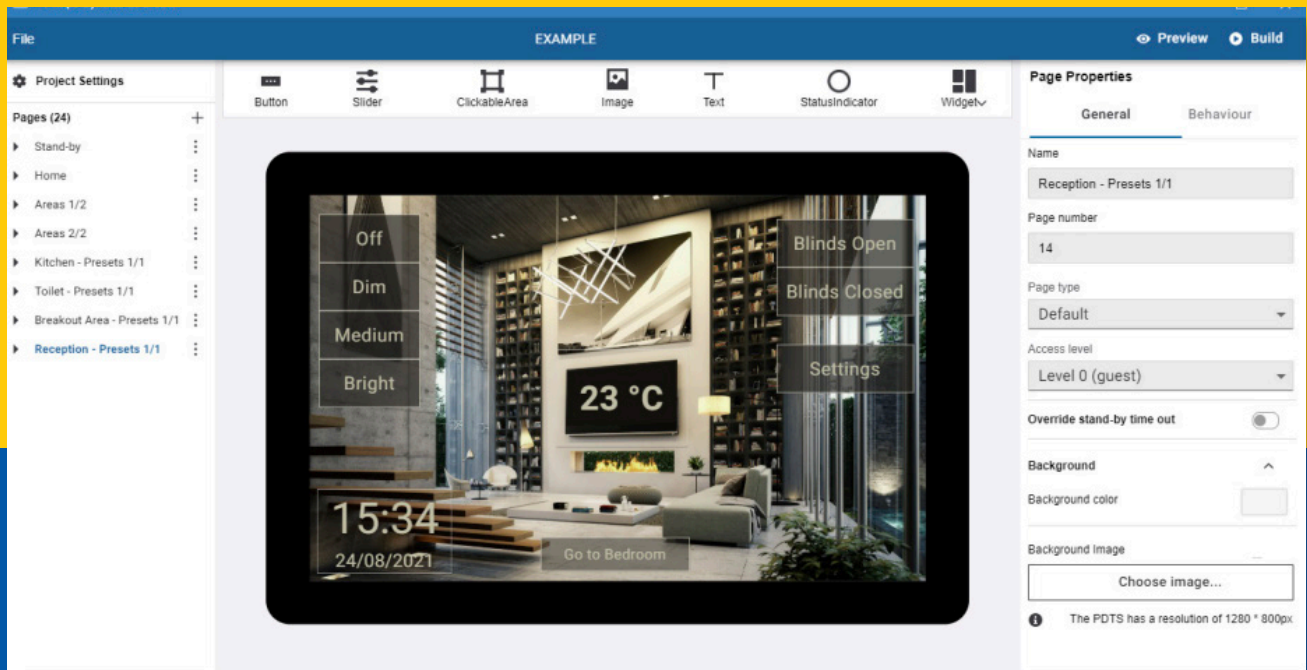 File
EXAMPLE
Preview
Build
Project Settings
Pages (24)
Stand-by
Home
Areas 1/2
Areas 2/2
Kitchen - Presets 1/1
Toilet - Presets 1/1
Breakout Area - Presets 1/1
Reception - Presets 1/1
Button
Slider
ClickableArea
Image
Text
StatusIndicator
Widget
Off
Dim
Medium
Bright
Blinds Open
Blinds Closed
Settings
23 °C
15:34
24/08/2021
Go to Bedroom
Page Properties
General
Behaviour
Name
Reception - Presets 1/1
Page number
14
Page type
Default
Access level
Level 0 (guest)
Override stand-by time out
Background
Background color
Background Image
Choose image...
The PDTS has a resolution of 1280 * 800px